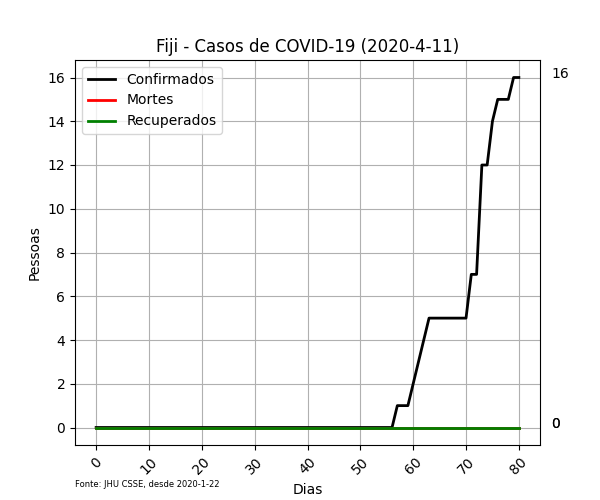 Fiji - Casos de COVID-19 (2020-4-11)
Confirmados
Mortes
Recuperados
16
14
12
10
8
6
4
2
0
16
0
Pessoas
0 10 20 30 40 50 60 70 80
Dias
Fonte: JHU CSSE, desde 2020-1-22